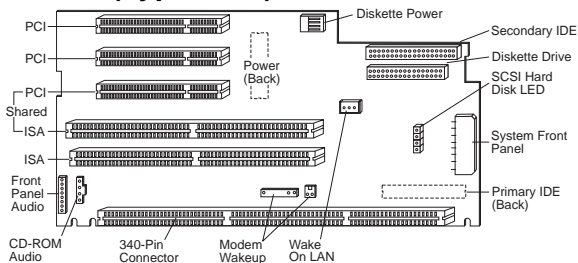 Diskette Power
PCI
Secondary IDE
Diskette Drive
PCI
Power
(Back)
SCSI Hard
Disk LED
PCI
Shared
ISA
System Front
Panel
ISA
Front
Panel
Audio
Primary IDE
(Back)
CD-ROM
Audio
340-Pin
Connector
Modem
Wakeup
Wake
On LAN